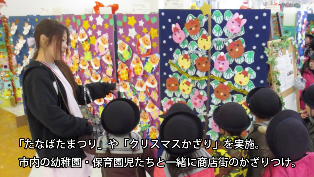 「たなばたまつり」や「クリスマスかざり」を実施。
市内の幼稚園・保育園児たちと一緒に商店街のかざりつけ。